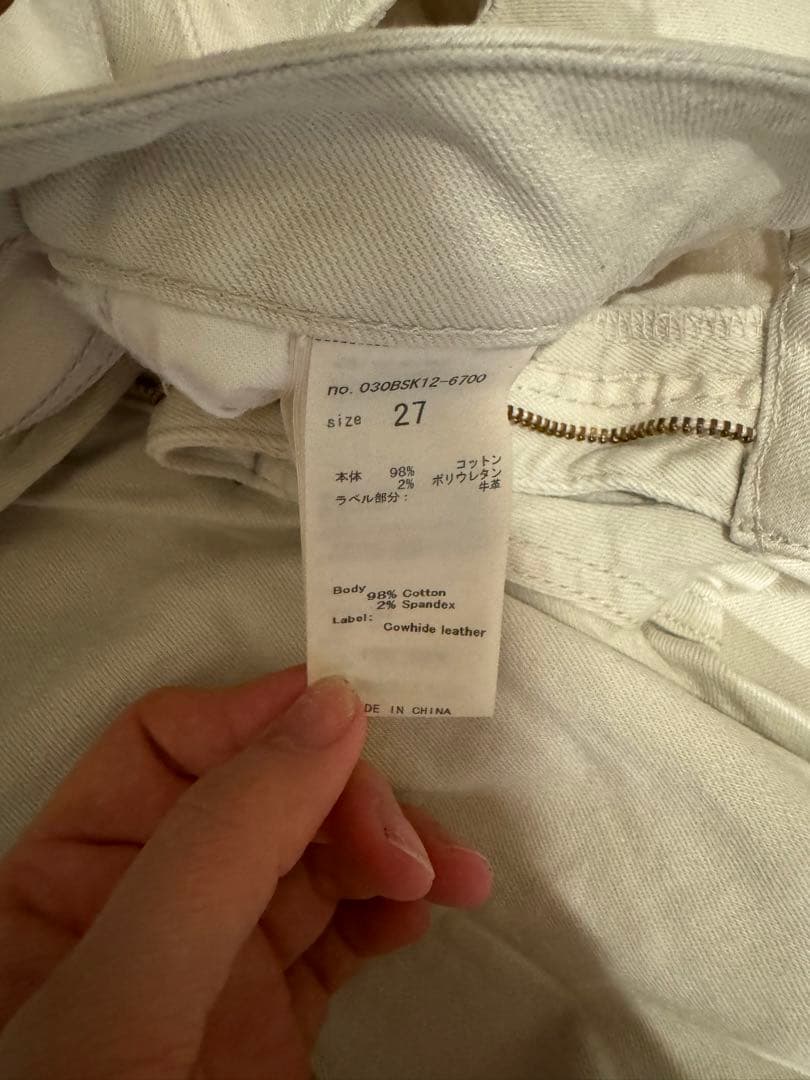 no. 030BSK12-6700
size 27
本体 98% コットン
2% ポリウレタン
ラベル部分: 牛革
Body 98% Cotton
2% Spandex
Label: Cowhide leather
DE IN CHINA